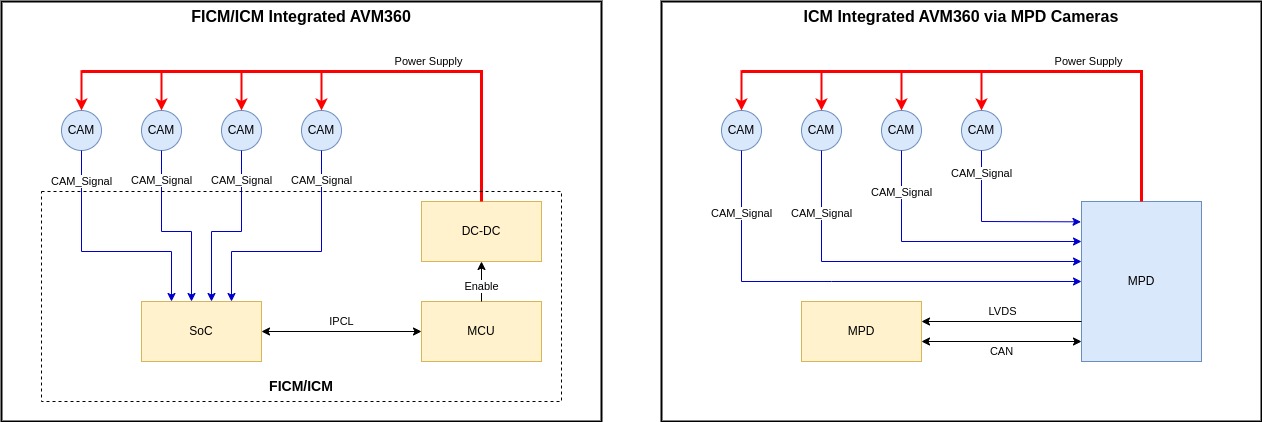 FICM/ICM Integrated AVM360
Power Supply
CAM CAM CAM CAM
CAM_Signal CAM_Signal CAM_Signal CAM_Signal
DC-DC
Enable
SoC IPCL MCU
FICM/ICM
ICM Integrated AVM360 via MPD Cameras
Power Supply
CAM CAM CAM CAM
CAM_Signal
CAM_Signal
CAM_Signal CAM_Signal
MPD
LVDS
MPD
CAN